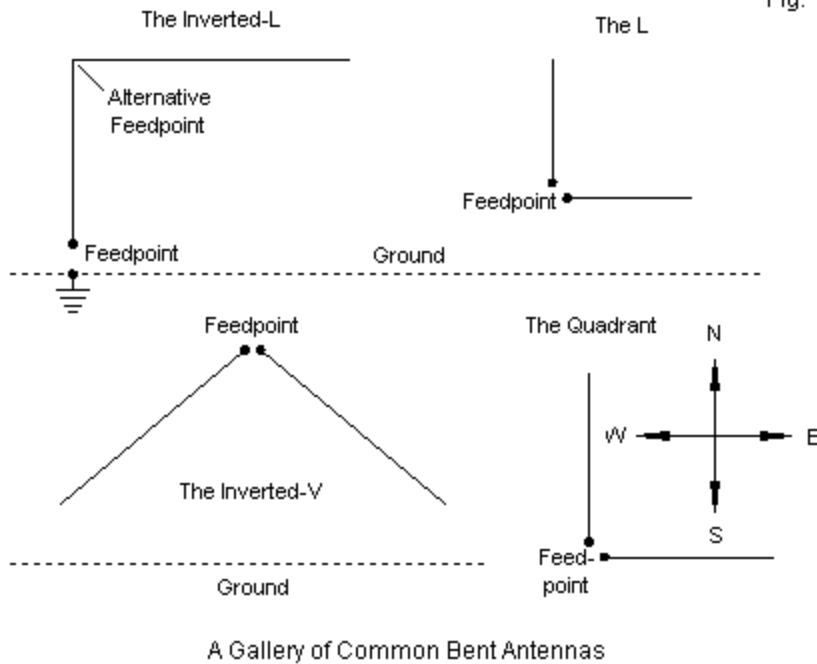 Fig.
The Inverted-L
The L
Alternative
Feedpoint
Feedpoint
Feedpoint
Ground
Feedpoint
The Quadrant
N
W
E
The Inverted-V
S
Feed-
point
Ground
A Gallery of Common Bent Antennas